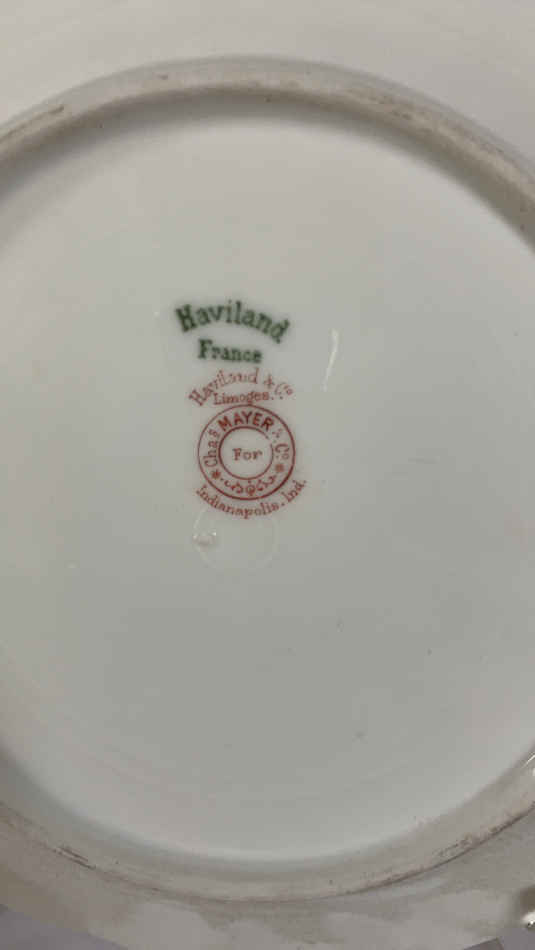 Haviland
France
Haviland & Co
Limoges.
Chas MAYER & Co
For
Indianapolis. Ind.